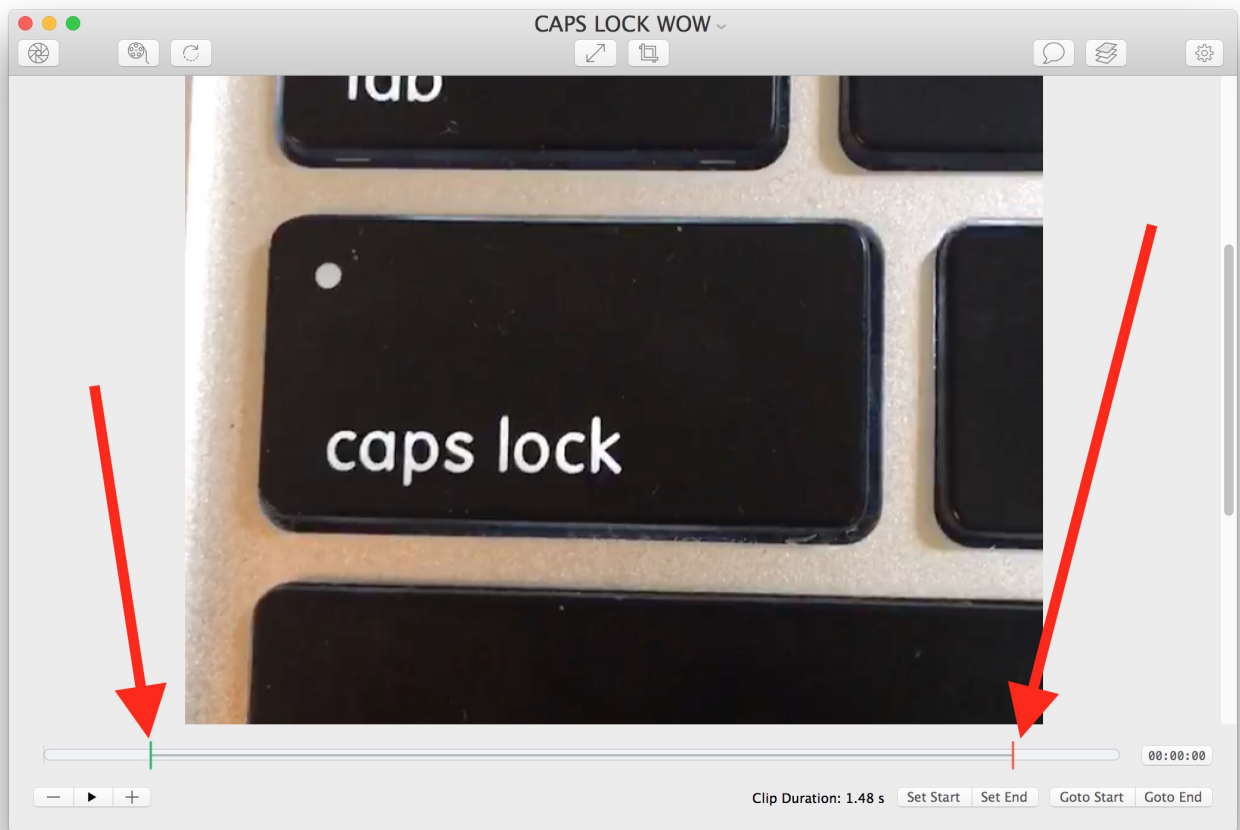 CAPS LOCK WOW
tab
caps lock
00:00:00
Clip Duration: 1.48 s Set Start Set End Goto Start Goto End